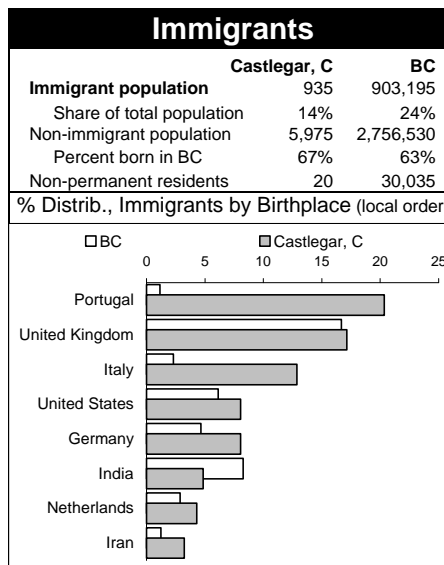 Immigrants
Castlegar, C BC
Immigrant population 935 903,195
Share of total population 14% 24%
Non-immigrant population 5,975 2,756,530
Percent born in BC 67% 63%
Non-permanent residents 20 30,035
% Distrib., Immigrants by Birthplace (local order
BC Castlegar, C
0 5 10 15 20 25
Portugal
United Kingdom
Italy
United States
Germany
India
Netherlands
Iran